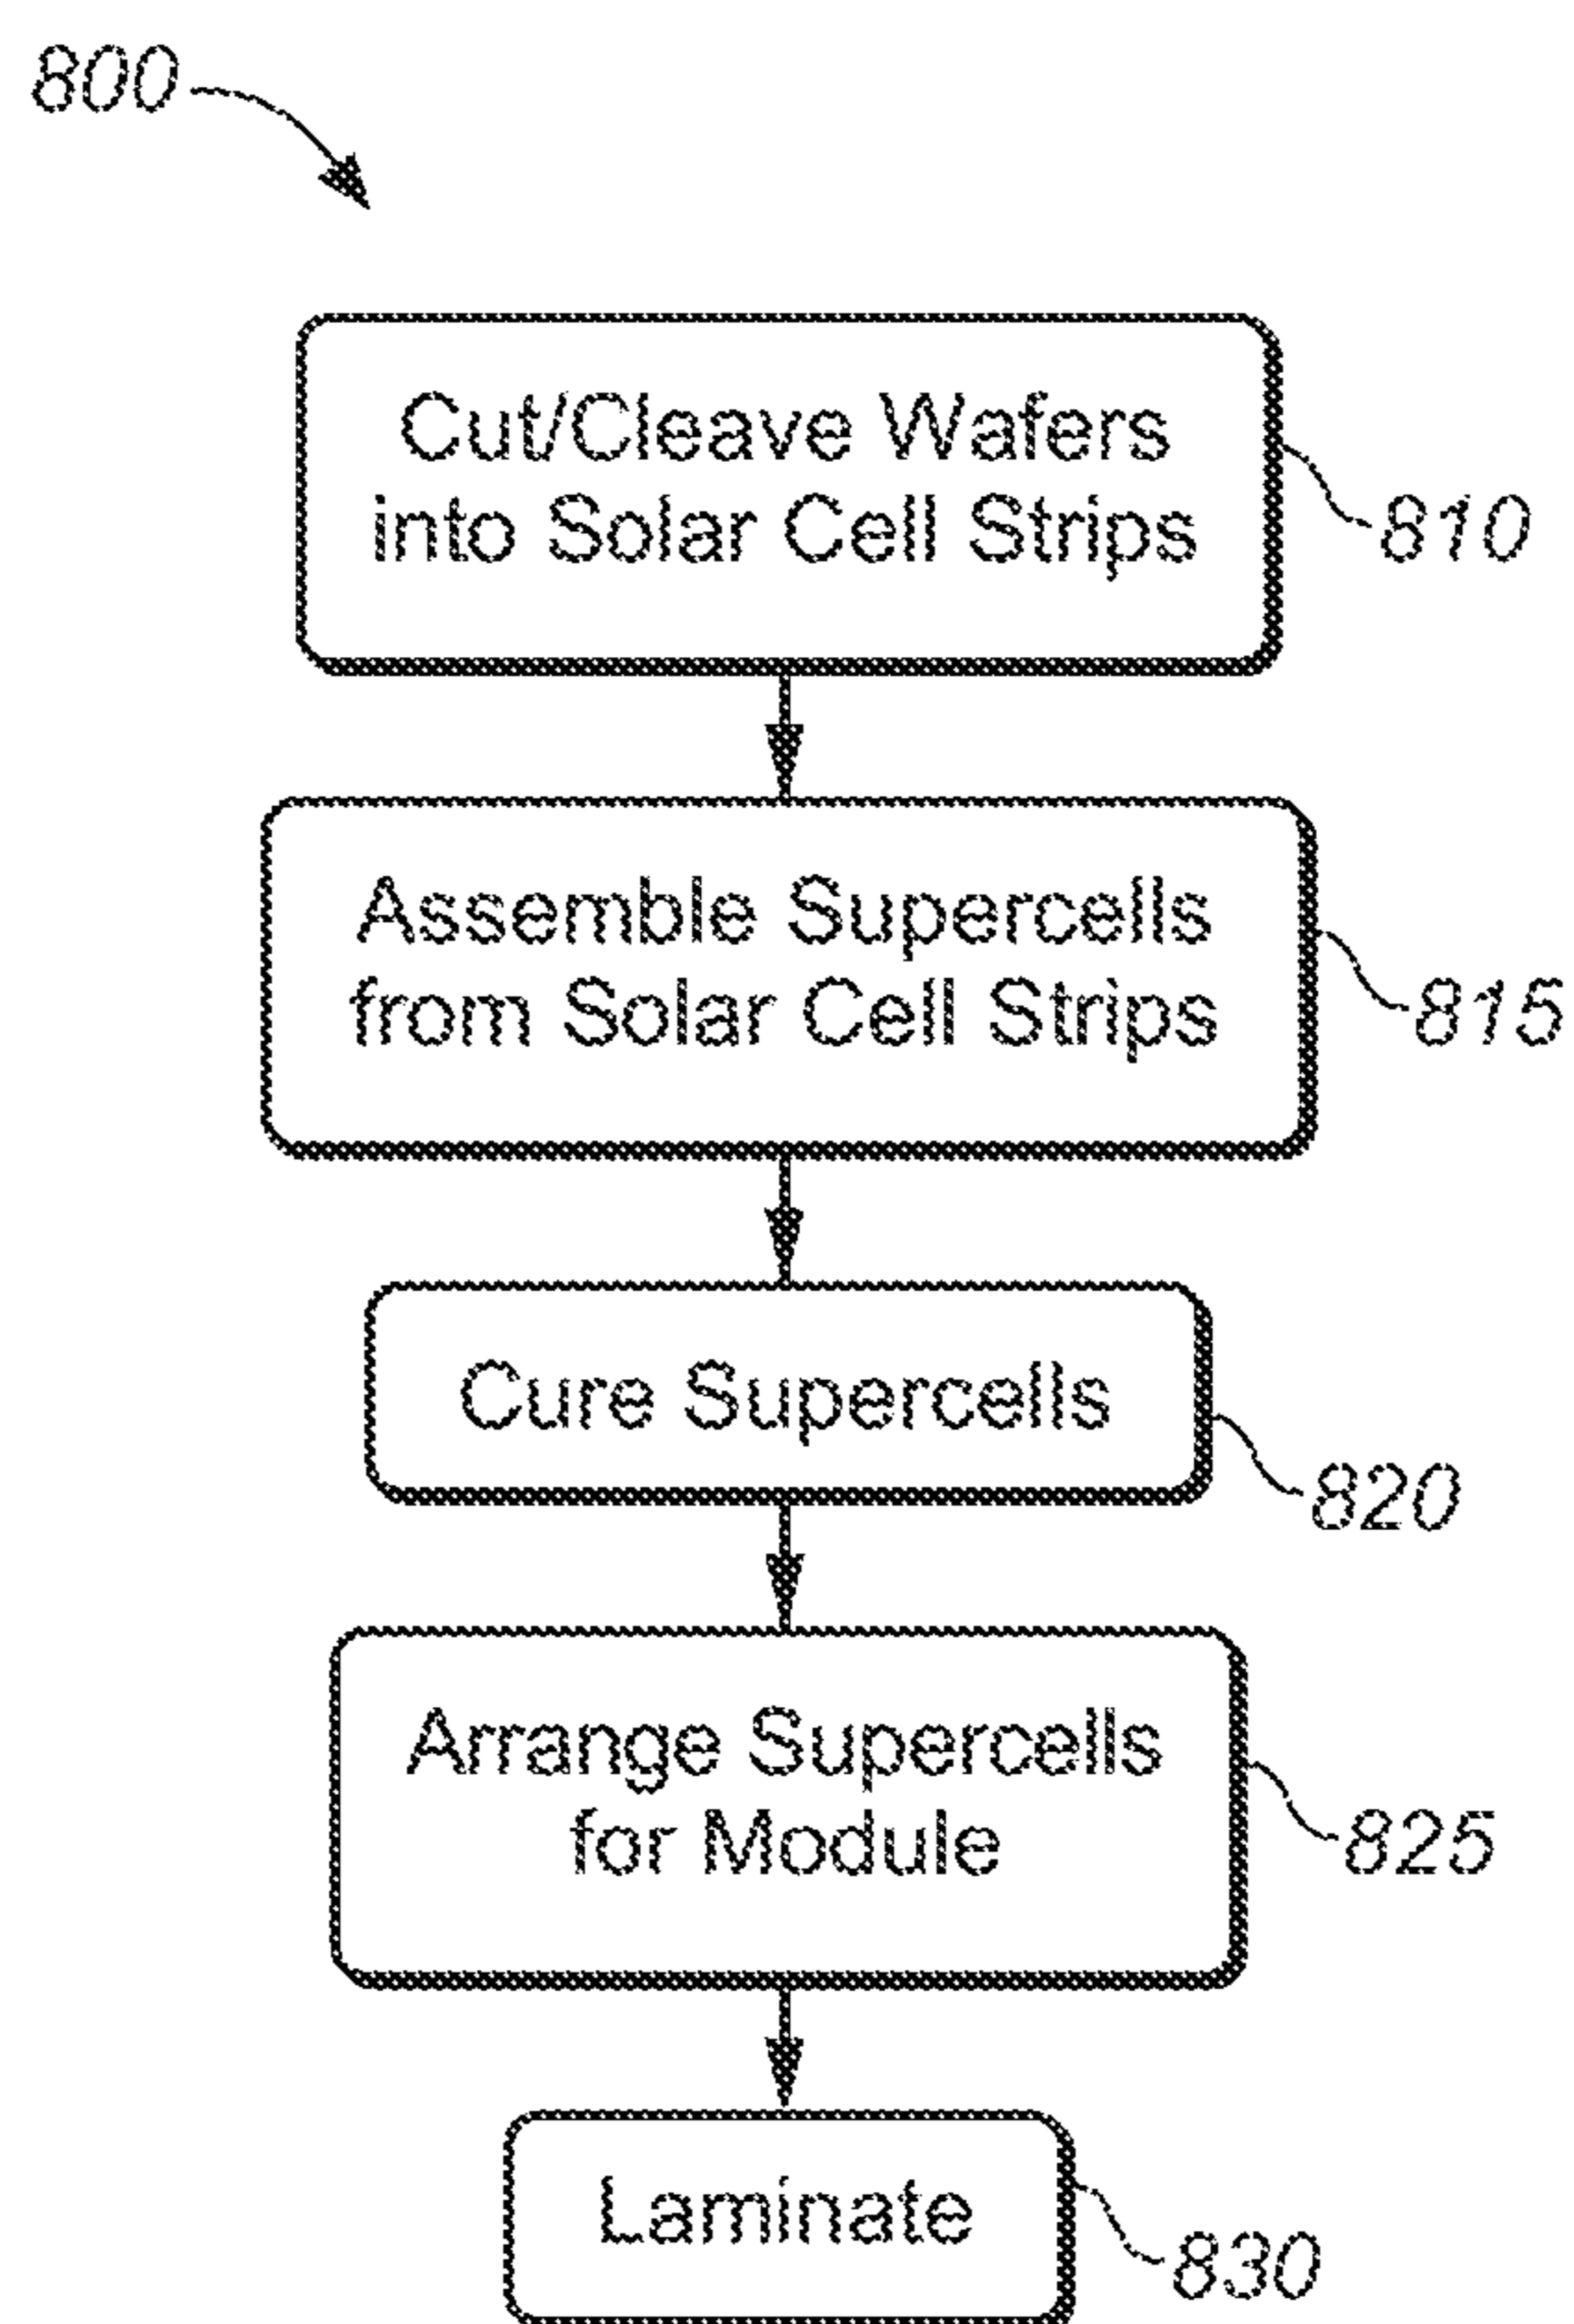 800
Cut/Cleave Wafers
into Solar Cell Strips
810
Assemble Supercells
from Solar Cell Strips
815
Cure Supercells
820
Arrange Supercells
for Module
825
Laminate
830